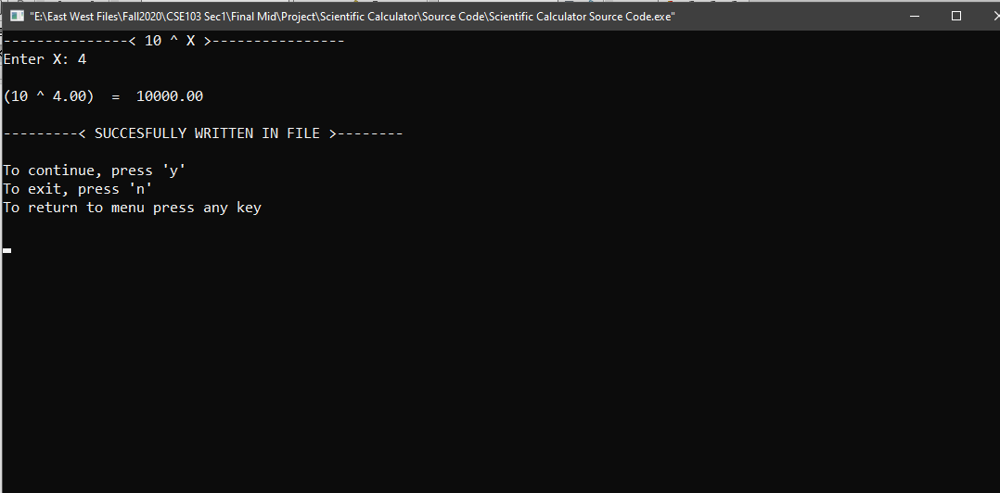 "E:\East West Files\Fall2020\CSE103 Sec1\Final Mid\Project\Scientific Calculator\Source Code\Scientific Calculator Source Code.exe"
---------------< 10 ^ X >----------------
Enter X: 4
(10 ^ 4.00)  =  10000.00
---------< SUCCESFULLY WRITTEN IN FILE >--------
To continue, press 'y'
To exit, press 'n'
To return to menu press any key